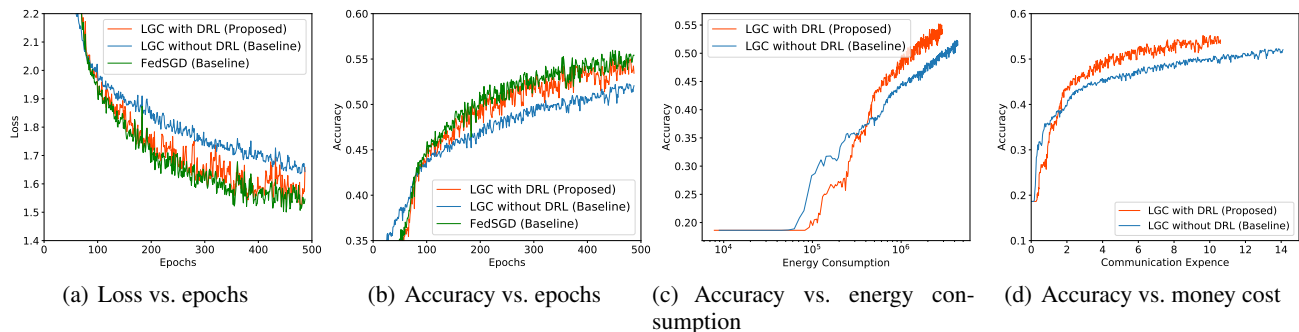 2.2
2.1
2.0
1.9
1.8
1.7
1.6
1.5
1.4
Loss
LGC with DRL (Proposed)
LGC without DRL (Baseline)
FedSGD (Baseline)
0 100 200 300 400 500
Epochs
(a) Loss vs. epochs
0.60
0.55
0.50
0.45
0.40
0.35
Accuracy
LGC with DRL (Proposed)
LGC without DRL (Baseline)
FedSGD (Baseline)
0 100 200 300 400 500
Epochs
(b) Accuracy vs. epochs
0.55
0.50
0.45
0.40
0.35
0.30
0.25
0.20
Accuracy
LGC with DRL (Proposed)
LGC without DRL (Baseline)
10⁴ 10⁵ 10⁶
Energy Consumption
(c) Accuracy vs. energy con-
sumption
0.6
0.5
0.4
0.3
0.2
0.1
Accuracy
LGC with DRL (Proposed)
LGC without DRL (Baseline)
0 2 4 6 8 10 12 14
Communication Expence
(d) Accuracy vs. money cost